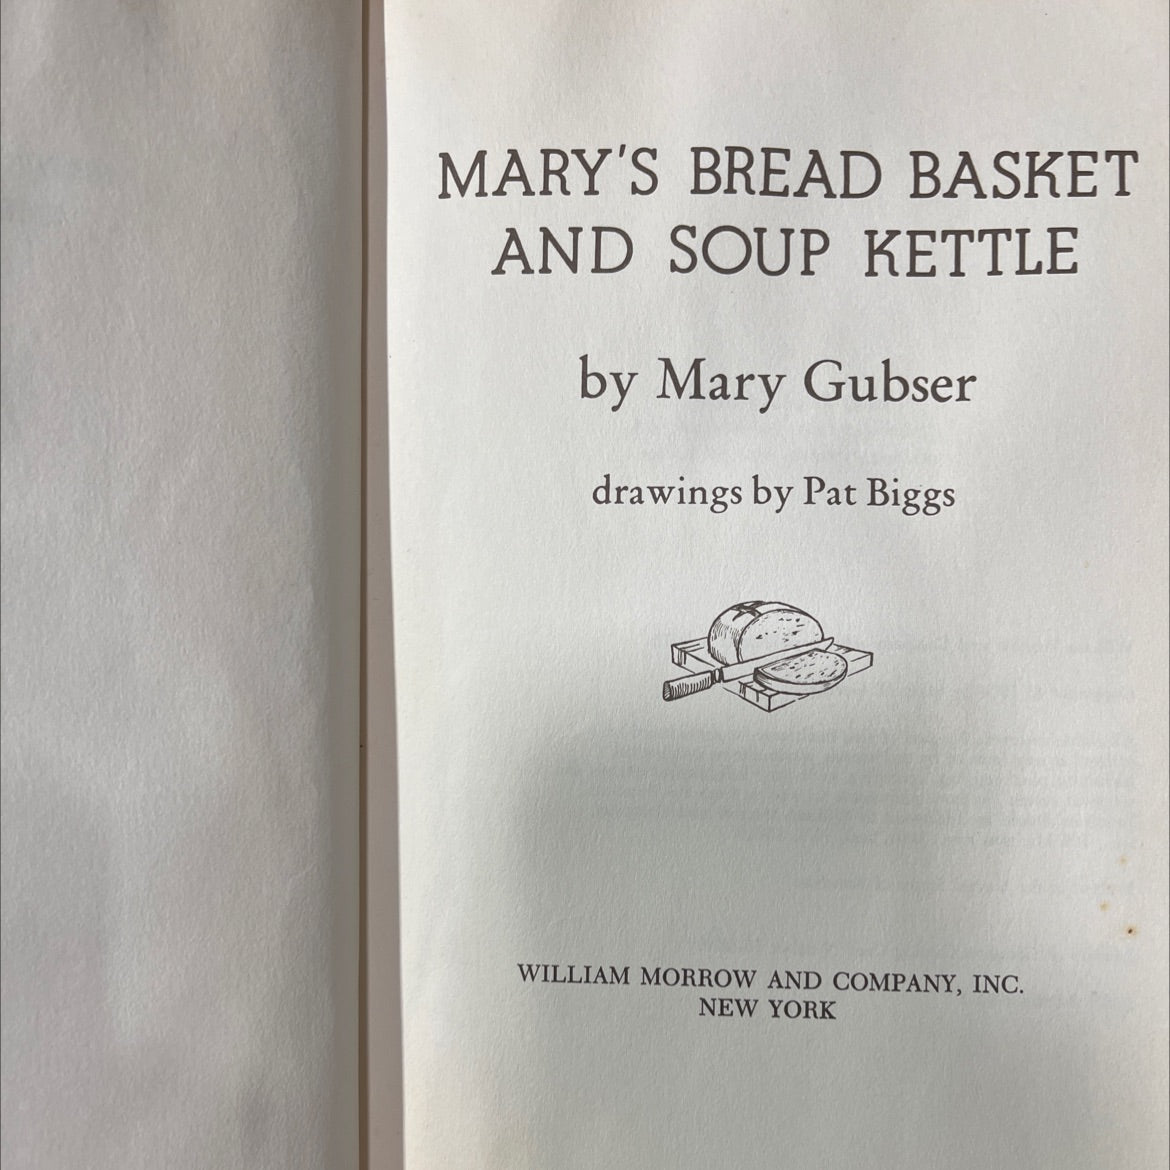 MARY'S BREAD BASKET
AND SOUP KETTLE
by Mary Gubser
drawings by Pat Biggs
WILLIAM MORROW AND COMPANY, INC.
NEW YORK